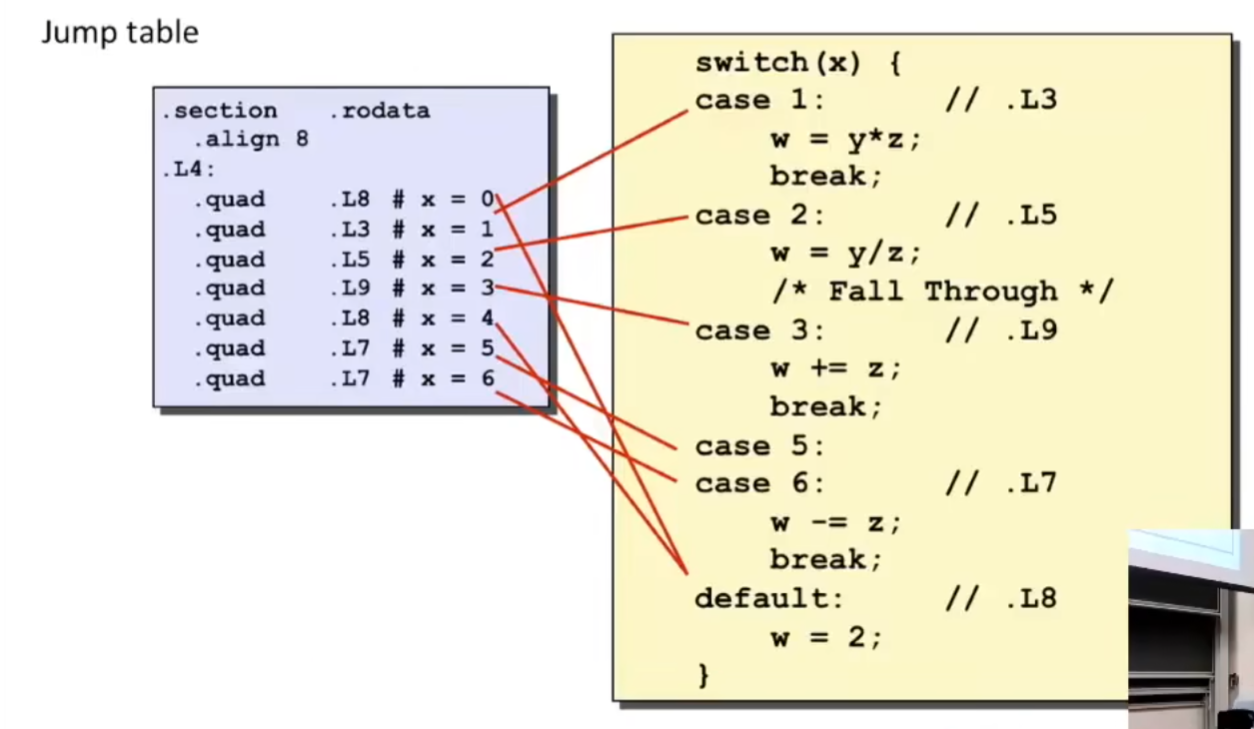 Jump table
.section .rodata
.align 8
.L4:
.quad .L8 # x = 0
.quad .L3 # x = 1
.quad .L5 # x = 2
.quad .L9 # x = 3
.quad .L8 # x = 4
.quad .L7 # x = 5
.quad .L7 # x = 6
switch(x) {
case 1: // .L3
w = y*z;
break;
case 2: // .L5
w = y/z;
/* Fall Through */
case 3: // .L9
w += z;
break;
case 5:
case 6: // .L7
w -= z;
break;
default: // .L8
w = 2;
}